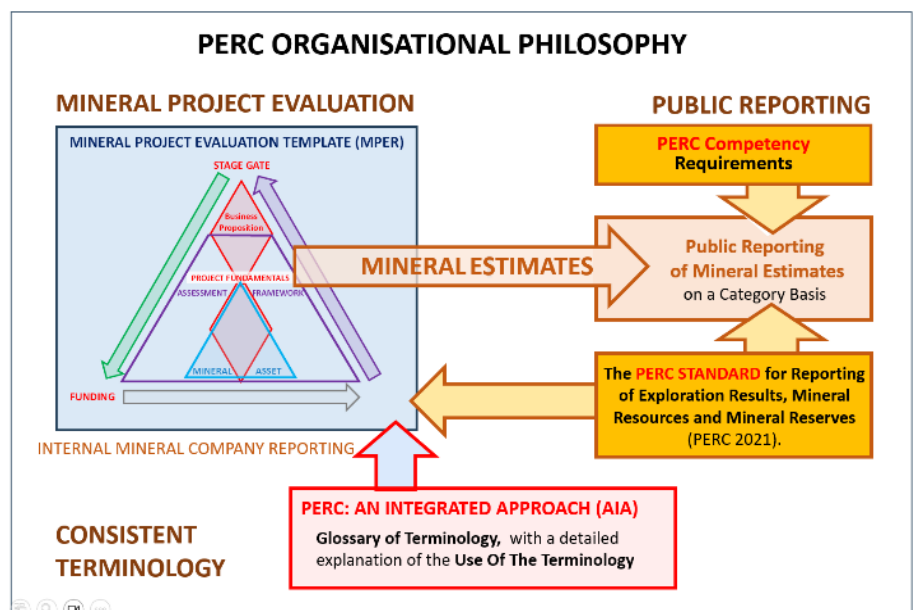 PERC ORGANISATIONAL PHILOSOPHY
MINERAL PROJECT EVALUATION
MINERAL PROJECT EVALUATION TEMPLATE (MPER)
STAGE GATE
Business
Proposition
PROJECT FUNDAMENTALS
ASSESSMENT FRAMEWORK
MINERAL ASSET
FUNDING
INTERNAL MINERAL COMPANY REPORTING
MINERAL ESTIMATES
PUBLIC REPORTING
PERC Competency
Requirements
Public Reporting
of Mineral Estimates
on a Category Basis
The PERC STANDARD for Reporting
of Exploration Results, Mineral
Resources and Mineral Reserves
(PERC 2021).
CONSISTENT
TERMINOLOGY
PERC: AN INTEGRATED APPROACH (AIA)
Glossary of Terminology, with a detailed
explanation of the Use Of The Terminology